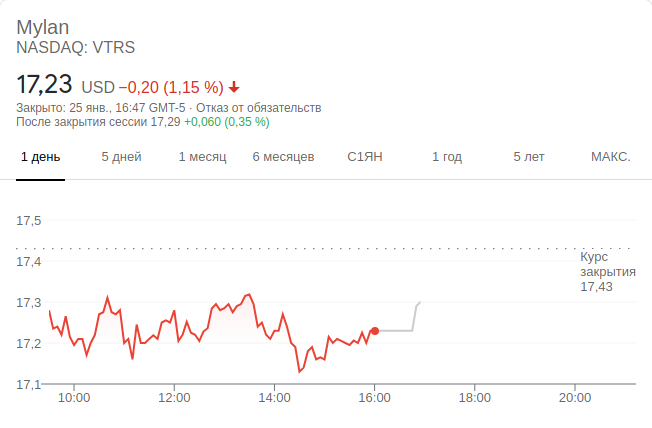 Mylan
NASDAQ: VTRS
17,23 USD −0,20 (1,15 %)
Закрыто: 25 янв., 16:47 GMT-5 · Отказ от обязательств
После закрытия сессии 17,29 +0,060 (0,35 %)
1 день 5 дней 1 месяц 6 месяцев С1ЯН 1 год 5 лет МАКС.
17,5
17,4
17,3
17,2
17,1
Курс
закрытия
17,43
10:00 12:00 14:00 16:00 18:00 20:00